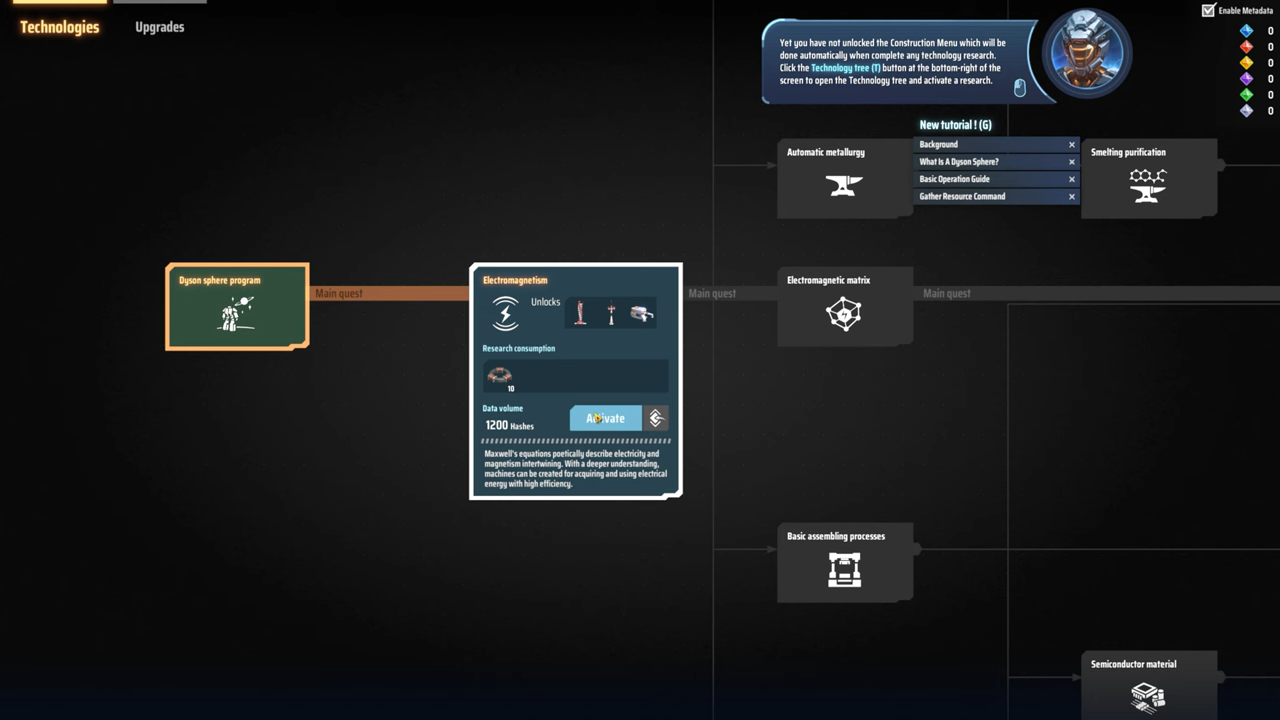 Technologies
Upgrades
Enable Metadata
0
0
0
0
0
0
Yet you have not unlocked the Construction Menu which will be
done automatically when complete any technology research.
Click the Technology tree (T) button at the bottom-right of the
screen to open the Technology tree and activate a research.
New tutorial ! (G)
Background
What Is A Dyson Sphere?
Basic Operation Guide
Gather Resource Command
Automatic metallurgy
Smelting purification
Dyson sphere program
Main quest
Electromagnetism
Unlocks
Research consumption
10
Data volume
1200 Hashes
Activate
Maxwell's equations poetically describe electricity and
magnetism intertwining. With a deeper understanding,
machines can be created for acquiring and using electrical
energy with high efficiency.
Main quest
Electromagnetic matrix
Main quest
Basic assembling processes
Semiconductor material